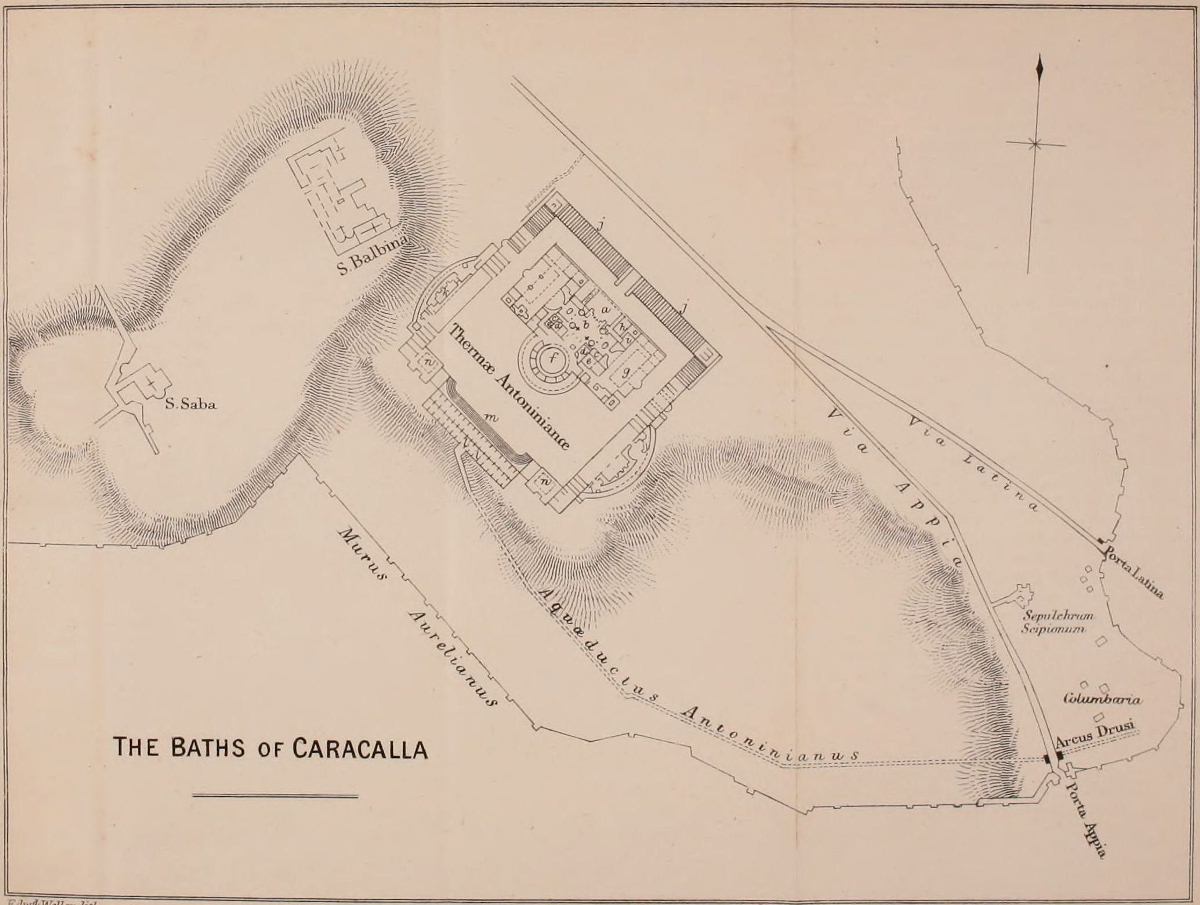 j
S. Balbina
j
a
b
h
i
g
f
c
d
e
n
Thermæ Antoninianæ
m
n
S. Saba
Via Appia
Via Latina
Porta Latina
Murus Aurelianus
Aquæductus Antoninianus
Sepulchrum
Scipionum
Columbaria
Arcus Drusi
Porta Appia
THE BATHS OF CARACALLA